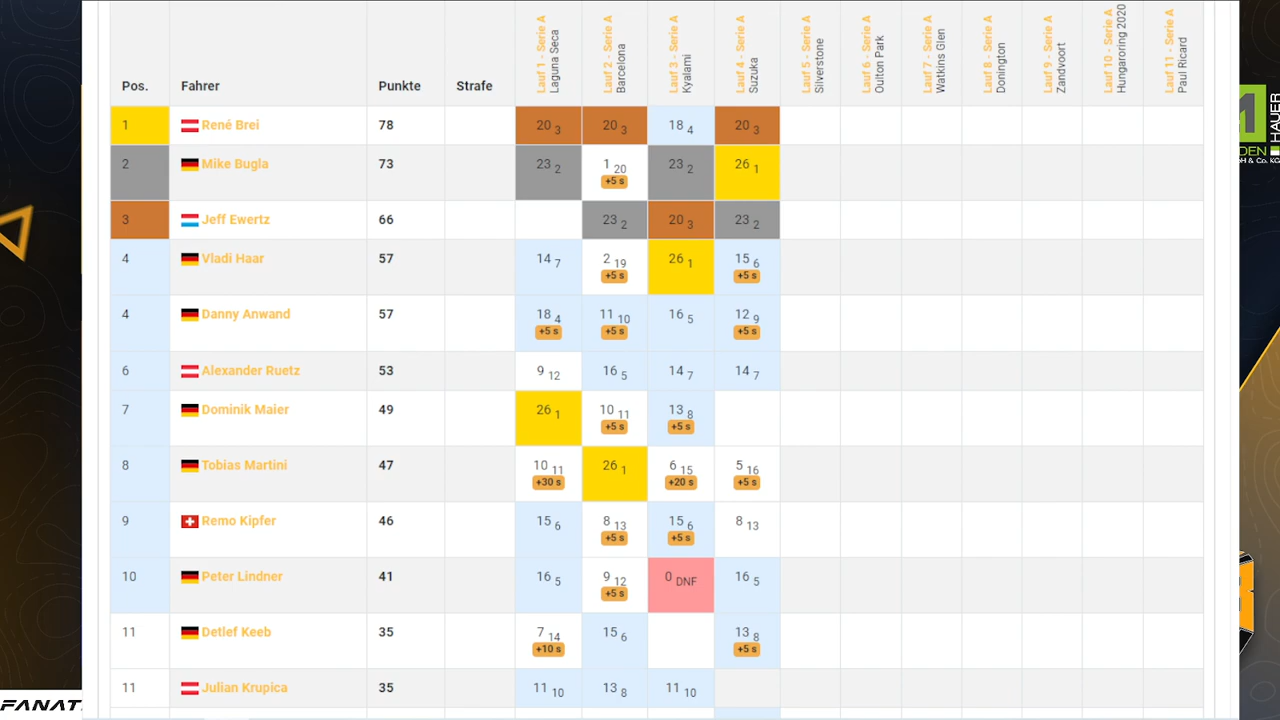 Pos. Fahrer Punkte Strafe Lauf 1 - Serie A Laguna Seca Lauf 2 - Serie A Barcelona Lauf 3 - Serie A Kyalami Lauf 4 - Serie A Suzuka Lauf 5 - Serie A Silverstone Lauf 6 - Serie A Oulton Park Lauf 7 - Serie A Watkins Glen Lauf 8 - Serie A Donington Lauf 9 - Serie A Zandvoort Lauf 10 - Serie A Hungaroring 2020 Lauf 11 - Serie A Paul Ricard
1 René Brei 78 20 3 20 3 18 4 20 3
2 Mike Bugla 73 23 2 1 20 23 2 26 1
+5 s
3 Jeff Ewertz 66 23 2 20 3 23 2
4 Vladi Haar 57 14 7 2 19 26 1 15 6
+5 s +5 s
4 Danny Anwand 57 18 4 11 10 16 5 12 9
+5 s +5 s +5 s
6 Alexander Ruetz 53 9 12 16 5 14 7 14 7
7 Dominik Maier 49 26 1 10 11 13 8
+5 s +5 s
8 Tobias Martini 47 10 11 26 1 6 15 5 16
+30 s +20 s +5 s
9 Remo Kipfer 46 15 6 8 13 15 6 8 13
+5 s +5 s
10 Peter Lindner 41 16 5 9 12 0 DNF 16 5
+5 s
11 Detlef Keeb 35 7 14 15 6 13 8
+10 s +5 s
11 Julian Krupica 35 11 10 13 8 11 10
FANAT
DEN
HAUER
bH & Co. KG